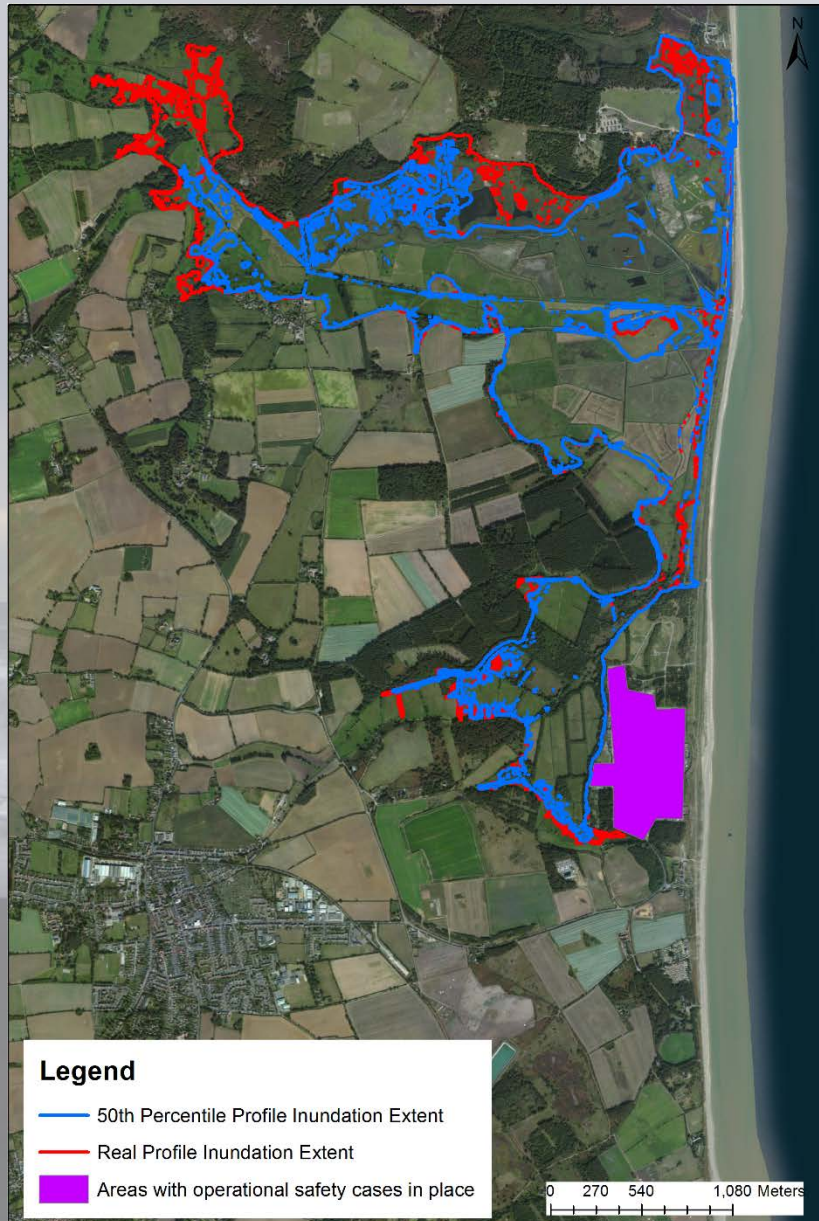 N
Legend
50th Percentile Profile Inundation Extent
Real Profile Inundation Extent
Areas with operational safety cases in place
0 270 540 1,080 Meters